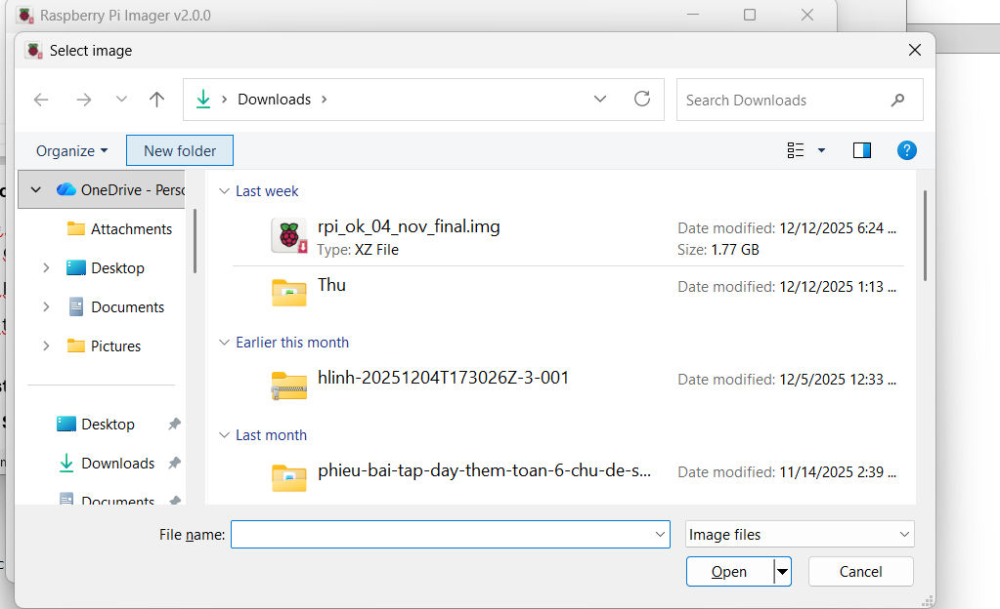 Raspberry Pi Imager v2.0.0
Select image
Downloads
Search Downloads
Organize
New folder
OneDrive - Perso
Attachments
Desktop
Documents
Pictures
Desktop
Downloads
Documents
Last week
rpi_ok_04_nov_final.img
Type: XZ File
Date modified: 12/12/2025 6:24 ...
Size: 1.77 GB
Thu
Date modified: 12/12/2025 1:13 ...
Earlier this month
hlinh-20251204T173026Z-3-001
Date modified: 12/5/2025 12:33 ...
Last month
phieu-bai-tap-day-them-toan-6-chu-de-s...
Date modified: 11/14/2025 2:39 ...
File name:
Image files
Open
Cancel